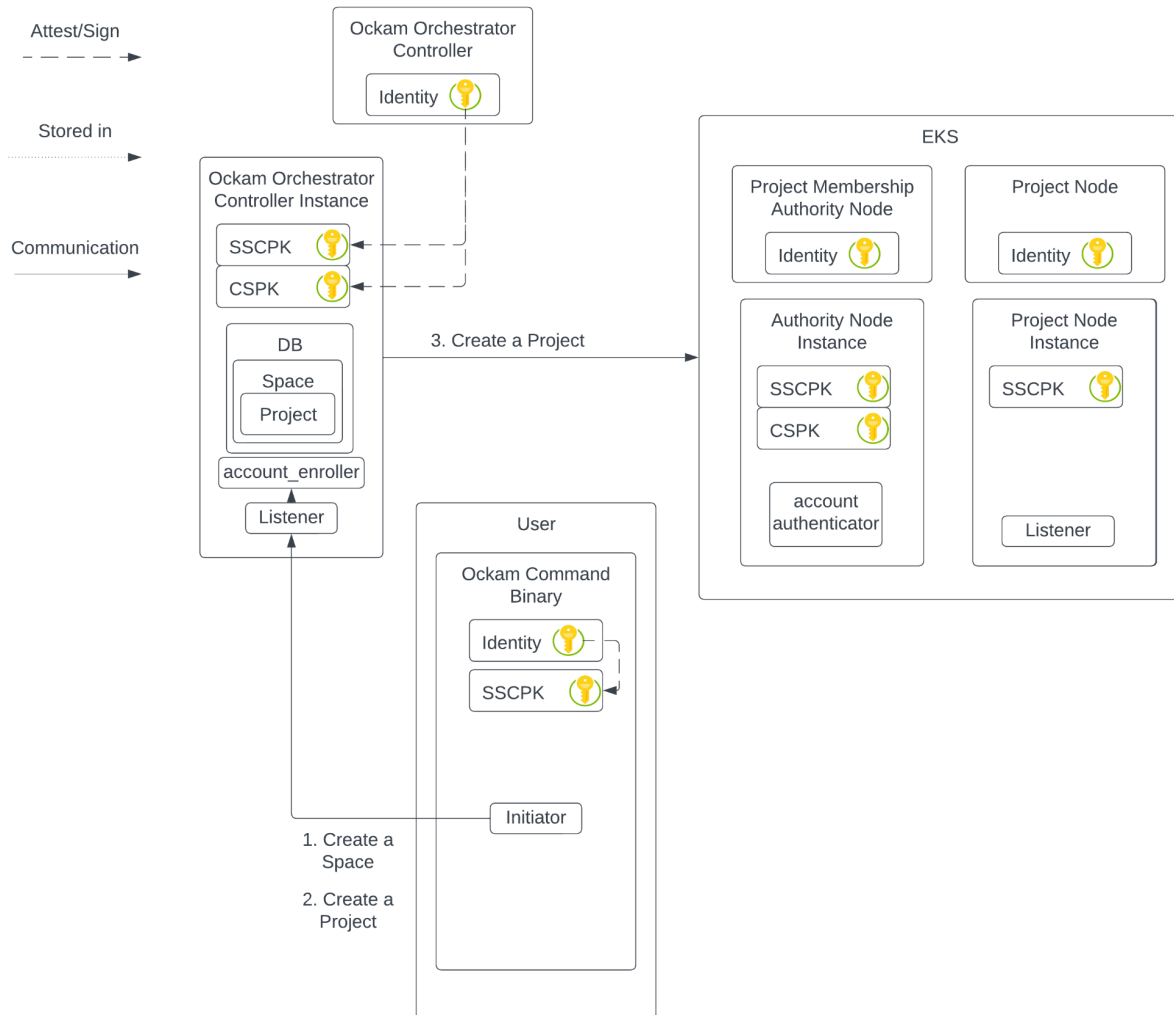 Attest/Sign
Stored in
Communication
Ockam Orchestrator
Controller
Identity
Ockam Orchestrator
Controller Instance
SSCPK
CSPK
DB
Space
Project
account_enroller
Listener
3. Create a Project
EKS
Project Membership
Authority Node
Identity
Project Node
Identity
Authority Node
Instance
SSCPK
CSPK
account
authenticator
Project Node
Instance
SSCPK
Listener
User
Ockam Command
Binary
Identity
SSCPK
Initiator
1. Create a
Space
2. Create a
Project